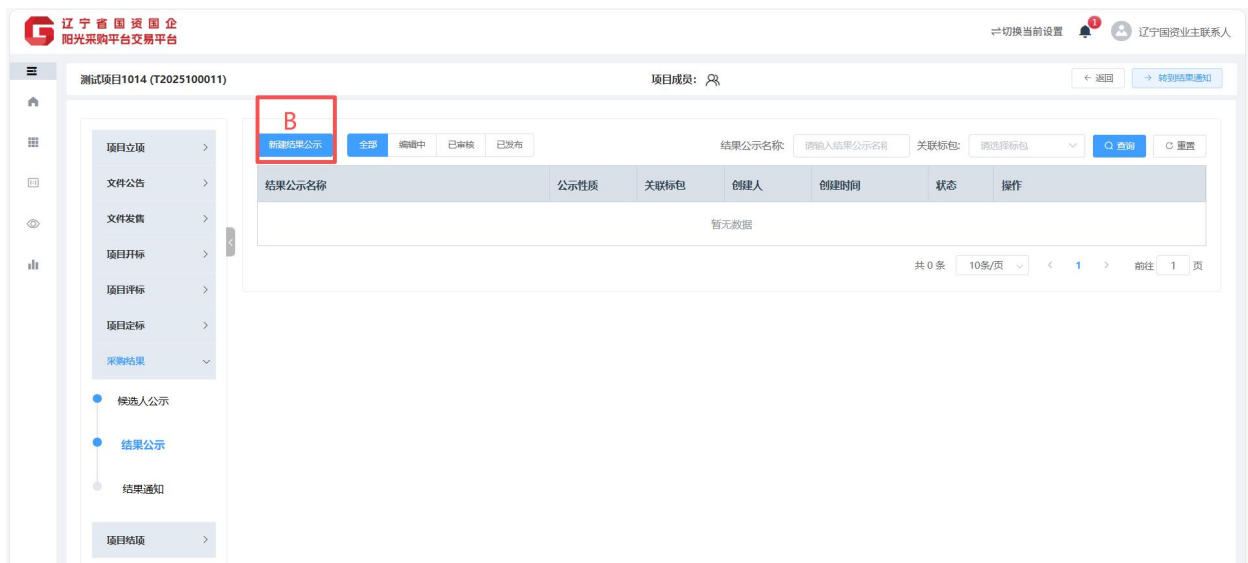 辽宁省国资国企
阳光采购平台交易平台
切换当前设置
1
辽宁国资业主联系人
测试项目1014 (T2025100011)
项目成员：
← 返回
→ 转到结果通知
B
新建结果公示
全部
编辑中
已审核
已发布
结果公示名称:
请输入结果公示名称
关联标包:
请选择标包
查询
重置
结果公示名称
公示性质
关联标包
创建人
创建时间
状态
操作
暂无数据
共 0 条
10条/页
<
1
>
前往
1
页
项目立项
文件公告
文件发售
项目开标
项目评标
项目定标
采购结果
候选人公示
结果公示
结果通知
项目结项